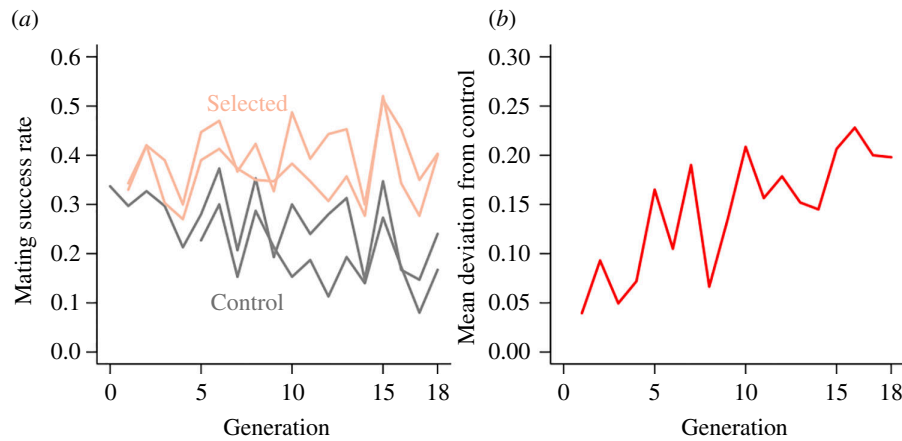 (a)
Mating success rate
0.6
0.5
0.4
0.3
0.2
0.1
0.0
Selected
Control
0 5 10 15 18
Generation
(b)
Mean deviation from control
0.30
0.25
0.20
0.15
0.10
0.05
0.00
0 5 10 15 18
Generation